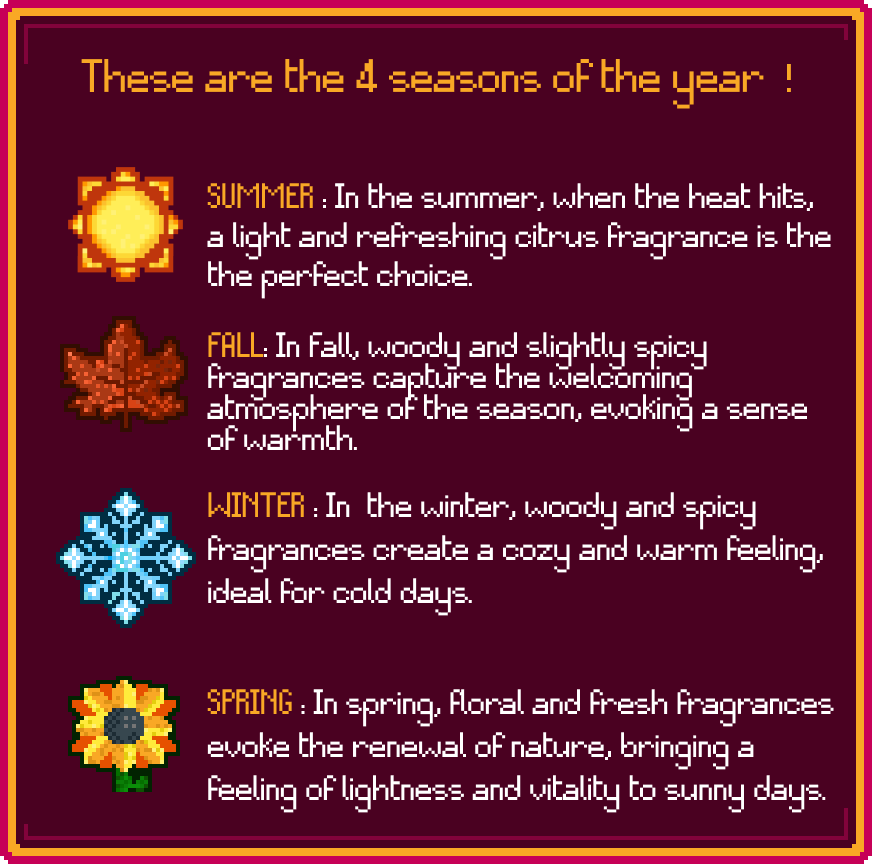 These are the 4 seasons of the year !
SUMMER : In the summer, when the heat hits,
a light and refreshing citrus fragrance is the
the perfect choice.
FALL: In fall, woody and slightly spicy
fragrances capture the welcoming
atmosphere of the season, evoking a sense
of warmth.
WINTER : In  the winter, woody and spicy
fragrances create a cozy and warm feeling,
ideal for cold days.
SPRING : In spring, floral and fresh fragrances
evoke the renewal of nature, bringing a
feeling of lightness and vitality to sunny days.